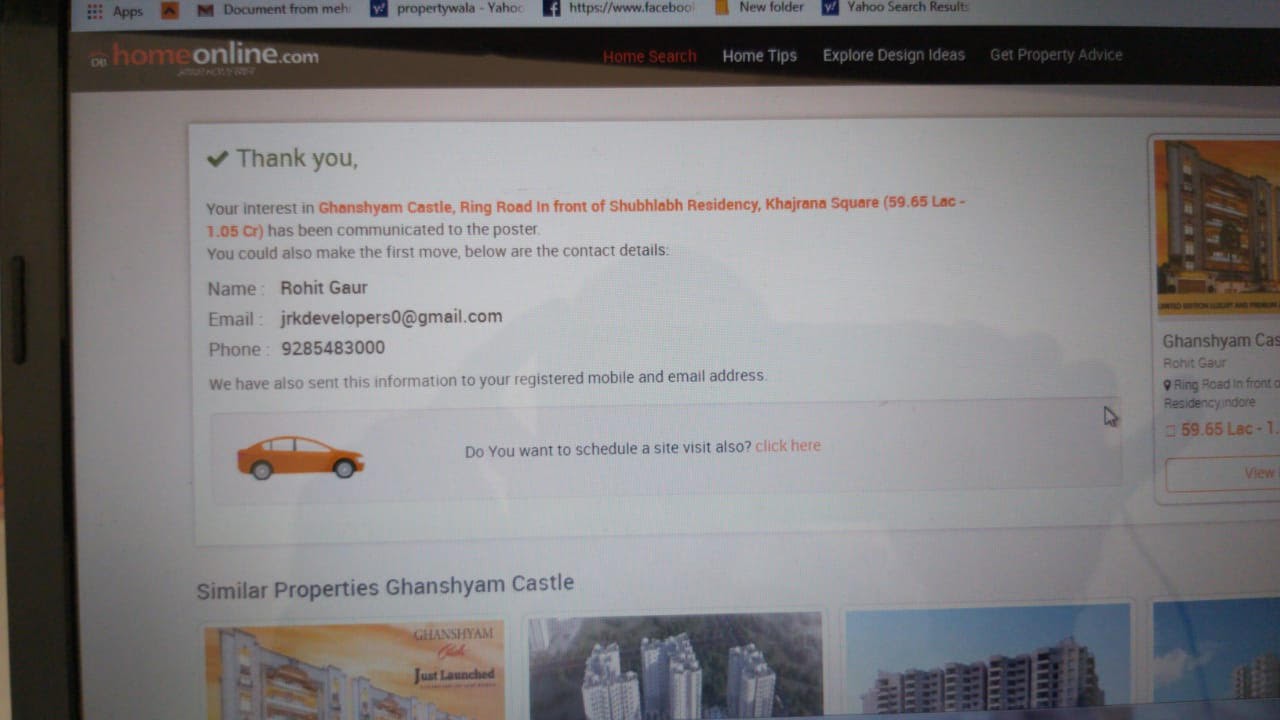 Apps Document from meh propertywala - Yahoo https://www.faceboo New folder Yahoo Search Results
DB homeonline.com
Home Search Home Tips Explore Design Ideas Get Property Advice
✔ Thank you,
Your interest in Ghanshyam Castle, Ring Road In front of Shubhlabh Residency, Khajrana Square (59.65 Lac -
1.05 Cr) has been communicated to the poster.
You could also make the first move, below are the contact details:
Name : Rohit Gaur
Email : jrkdevelopers0@gmail.com
Phone : 9285483000
We have also sent this information to your registered mobile and email address.
Do You want to schedule a site visit also? click here
Ghanshyam Cas
Rohit Gaur
Ring Road In front o
Residency,indore
59.65 Lac - 1.
View
Similar Properties Ghanshyam Castle
GHANSHYAM
Just Launched